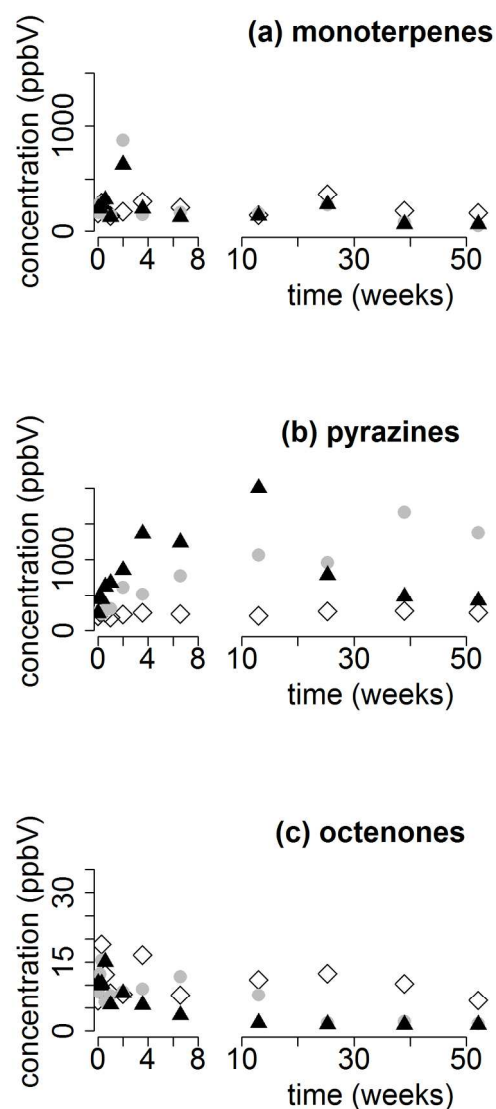 (a) monoterpenes
concentration (ppbV)
0 1000
0 4 8 10 30 50
time (weeks)
(b) pyrazines
concentration (ppbV)
0 1000
0 4 8 10 30 50
time (weeks)
(c) octenones
concentration (ppbV)
0 15 30
0 4 8 10 30 50
time (weeks)